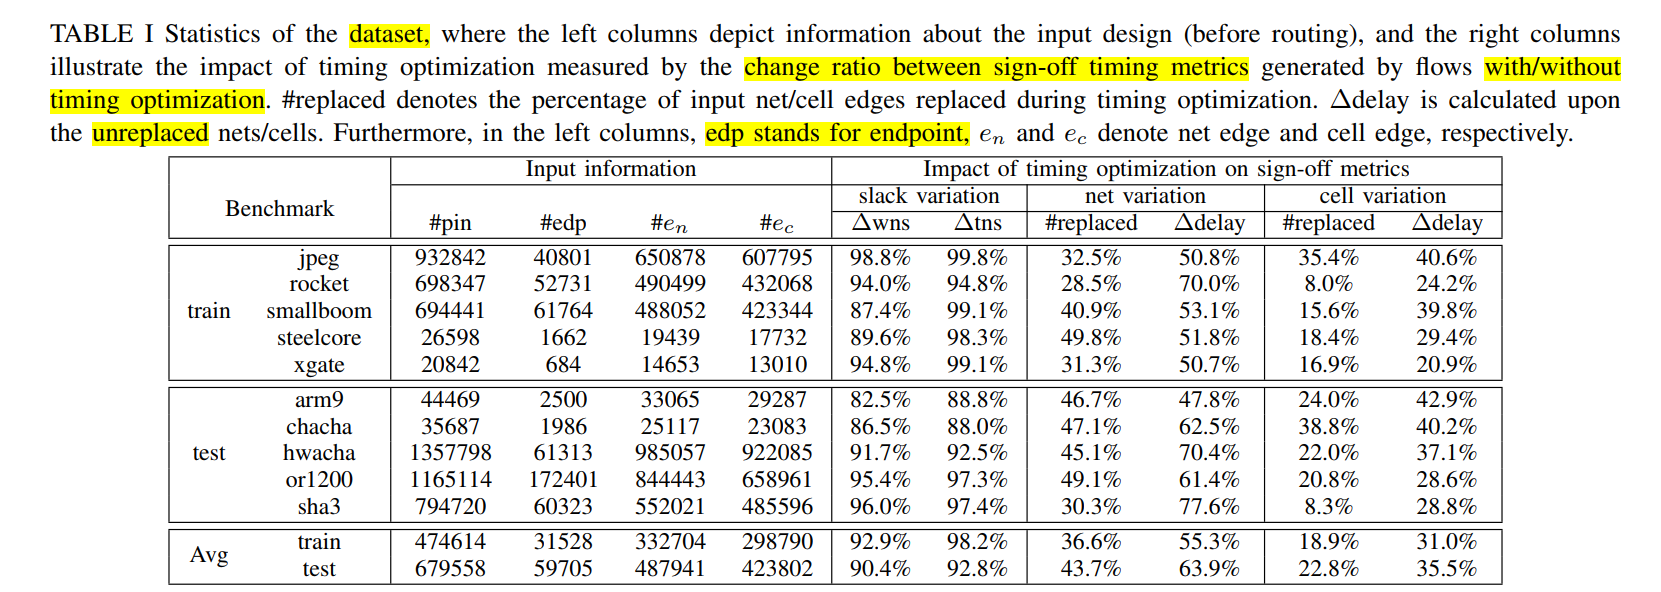 TABLE I Statistics of the dataset, where the left columns depict information about the input design (before routing), and the right columns
illustrate the impact of timing optimization measured by the change ratio between sign-off timing metrics generated by flows with/without
timing optimization. #replaced denotes the percentage of input net/cell edges replaced during timing optimization. Δdelay is calculated upon
the unreplaced nets/cells. Furthermore, in the left columns, edp stands for endpoint, eₙ and e_c denote net edge and cell edge, respectively.
Benchmark Input information Impact of timing optimization on sign-off metrics
slack variation net variation cell variation
#pin #edp #eₙ #e_c Δwns Δtns #replaced Δdelay #replaced Δdelay
train
jpeg 932842 40801 650878 607795 98.8% 99.8% 32.5% 50.8% 35.4% 40.6%
rocket 698347 52731 490499 432068 94.0% 94.8% 28.5% 70.0% 8.0% 24.2%
smallboom 694441 61764 488052 423344 87.4% 99.1% 40.9% 53.1% 15.6% 39.8%
steelcore 26598 1662 19439 17732 89.6% 98.3% 49.8% 51.8% 18.4% 29.4%
xgate 20842 684 14653 13010 94.8% 99.1% 31.3% 50.7% 16.9% 20.9%
test
arm9 44469 2500 33065 29287 82.5% 88.8% 46.7% 47.8% 24.0% 42.9%
chacha 35687 1986 25117 23083 86.5% 88.0% 47.1% 62.5% 38.8% 40.2%
hwacha 1357798 61313 985057 922085 91.7% 92.5% 45.1% 70.4% 22.0% 37.1%
or1200 1165114 172401 844443 658961 95.4% 97.3% 49.1% 61.4% 20.8% 28.6%
sha3 794720 60323 552021 485596 96.0% 97.4% 30.3% 77.6% 8.3% 28.8%
Avg
train 474614 31528 332704 298790 92.9% 98.2% 36.6% 55.3% 18.9% 31.0%
test 679558 59705 487941 423802 90.4% 92.8% 43.7% 63.9% 22.8% 35.5%